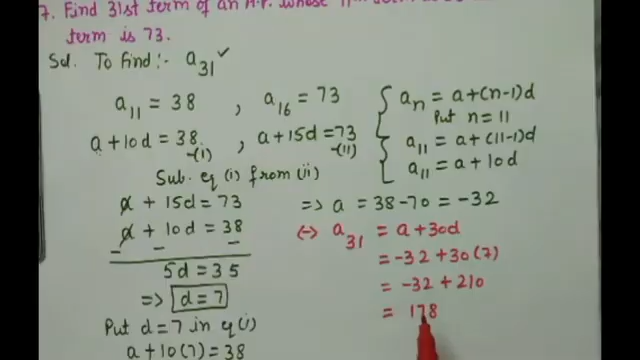 7. Find 31st term of an A.P. whose 11th term
term is 73.
Sol. To Find :- a31 ✓
a11 = 38 , a16 = 73
a + 10d = 38 -(i) , a + 15d = 73 -(ii)
Sub. eq (i) from (ii)
a + 15d = 73
a + 10d = 38
- - -
5d = 35
=> d = 7
Put d = 7 in eq (i)
a + 10(7) = 38
an = a + (n-1)d
Put n = 11
a11 = a + (11-1)d
a11 = a + 10d
=> a = 38 - 70 = -32
(->) a31 = a + 30d
= -32 + 30(7)
= -32 + 210
= 178